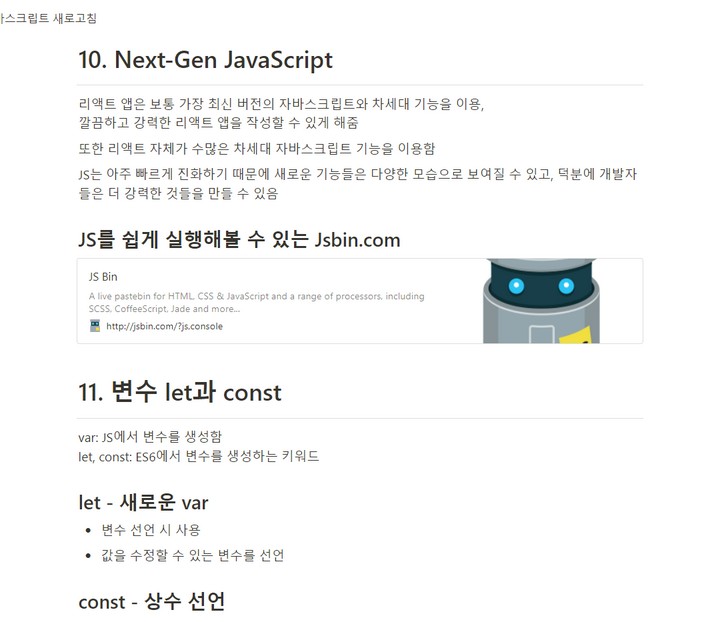 바스크립트 새로고침
10. Next-Gen JavaScript
리액트 앱은 보통 가장 최신 버전의 자바스크립트와 차세대 기능을 이용,
깔끔하고 강력한 리액트 앱을 작성할 수 있게 해줌
또한 리액트 자체가 수많은 차세대 자바스크립트 기능을 이용함
JS는 아주 빠르게 진화하기 때문에 새로운 기능들은 다양한 모습으로 보여질 수 있고, 덕분에 개발자
들은 더 강력한 것들을 만들 수 있음
JS를 쉽게 실행해볼 수 있는 Jsbin.com
JS Bin
A live pastebin for HTML, CSS & JavaScript and a range of processors, including
SCSS, CoffeeScript, Jade and more...
http://jsbin.com/?js,console
11. 변수 let과 const
var: JS에서 변수를 생성함
let, const: ES6에서 변수를 생성하는 키워드
let - 새로운 var
• 변수 선언 시 사용
• 값을 수정할 수 있는 변수를 선언
const - 상수 선언